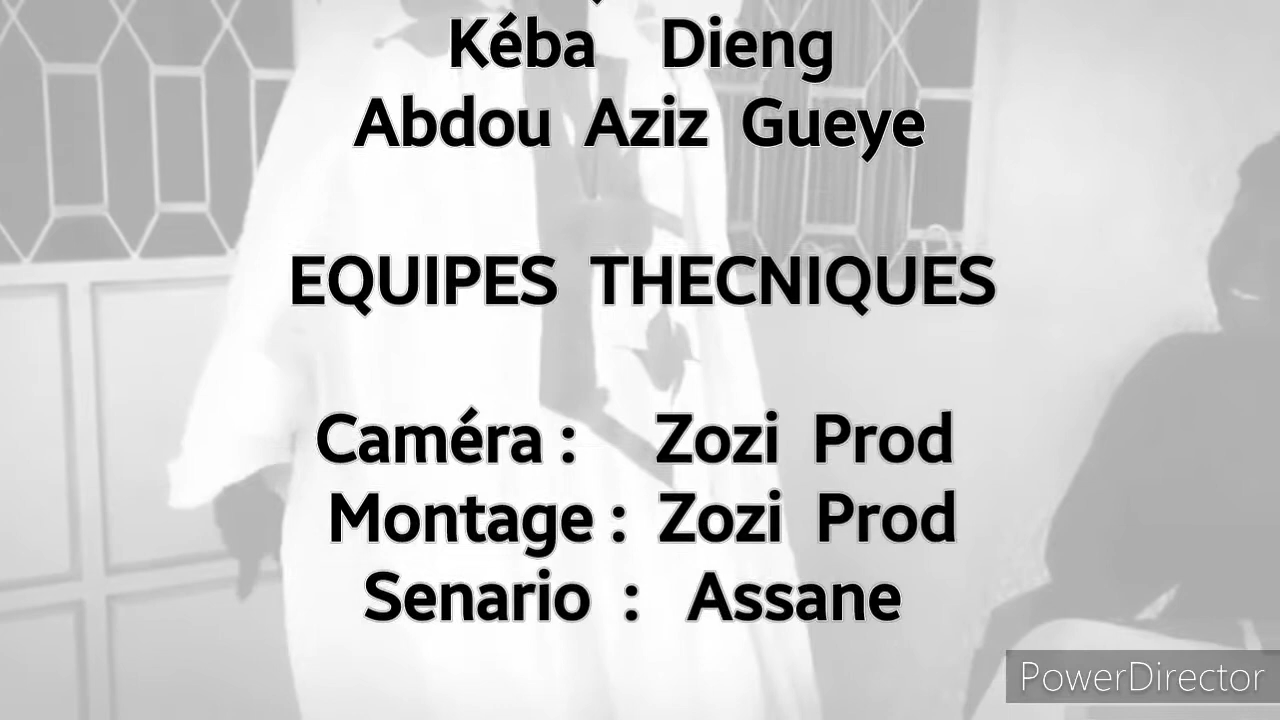 Kéba Dieng
Abdou Aziz Gueye
EQUIPES THECNIQUES
Caméra : Zozi Prod
Montage : Zozi Prod
Senario : Assane
PowerDirector